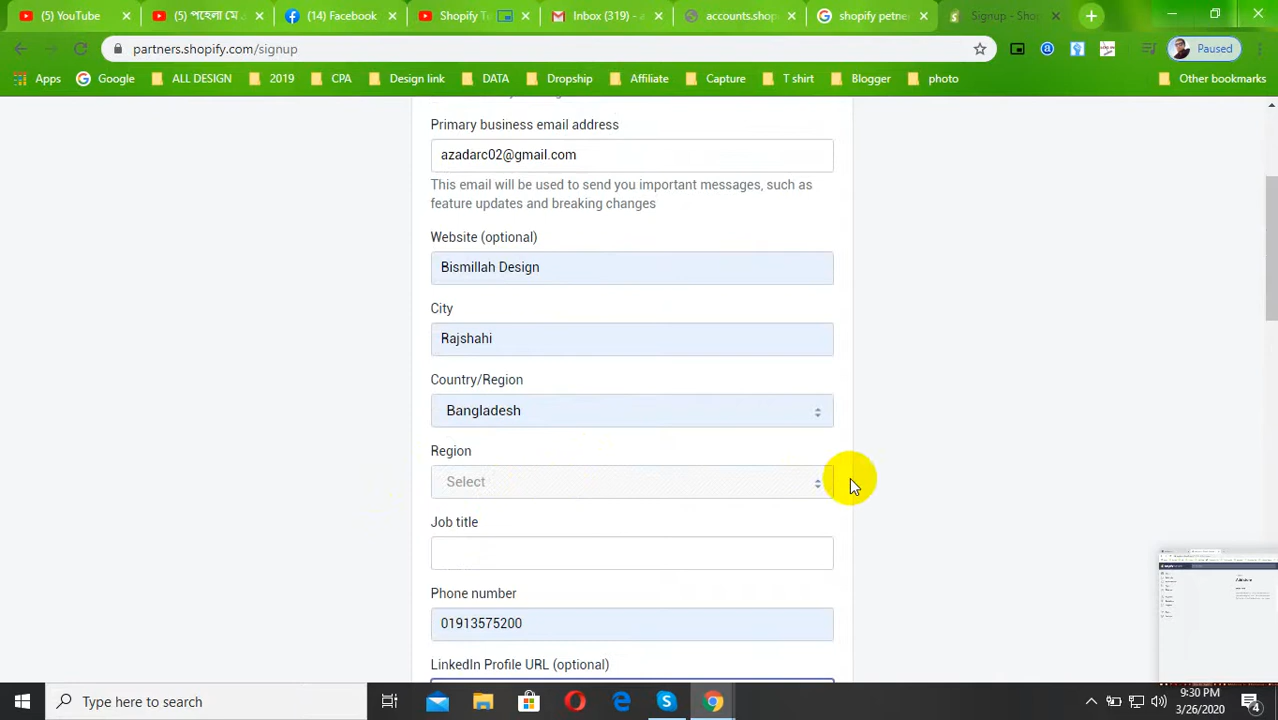 (5) YouTube
(5) পহেলা মে
(14) Facebook
Shopify Tu
Inbox (319) - a
accounts.shop
shopify petne
Signup - Shop
partners.shopify.com/signup
Paused
Apps
Google
ALL DESIGN
2019
CPA
Design link
DATA
Dropship
Affiliate
Capture
T shirt
Blogger
photo
Other bookmarks
Primary business email address
azadarc02@gmail.com
This email will be used to send you important messages, such as
feature updates and breaking changes
Website (optional)
Bismillah Design
City
Rajshahi
Country/Region
Bangladesh
Region
Select
Job title
Phone number
01913575200
LinkedIn Profile URL (optional)
Type here to search
9:30 PM
3/26/2020
4